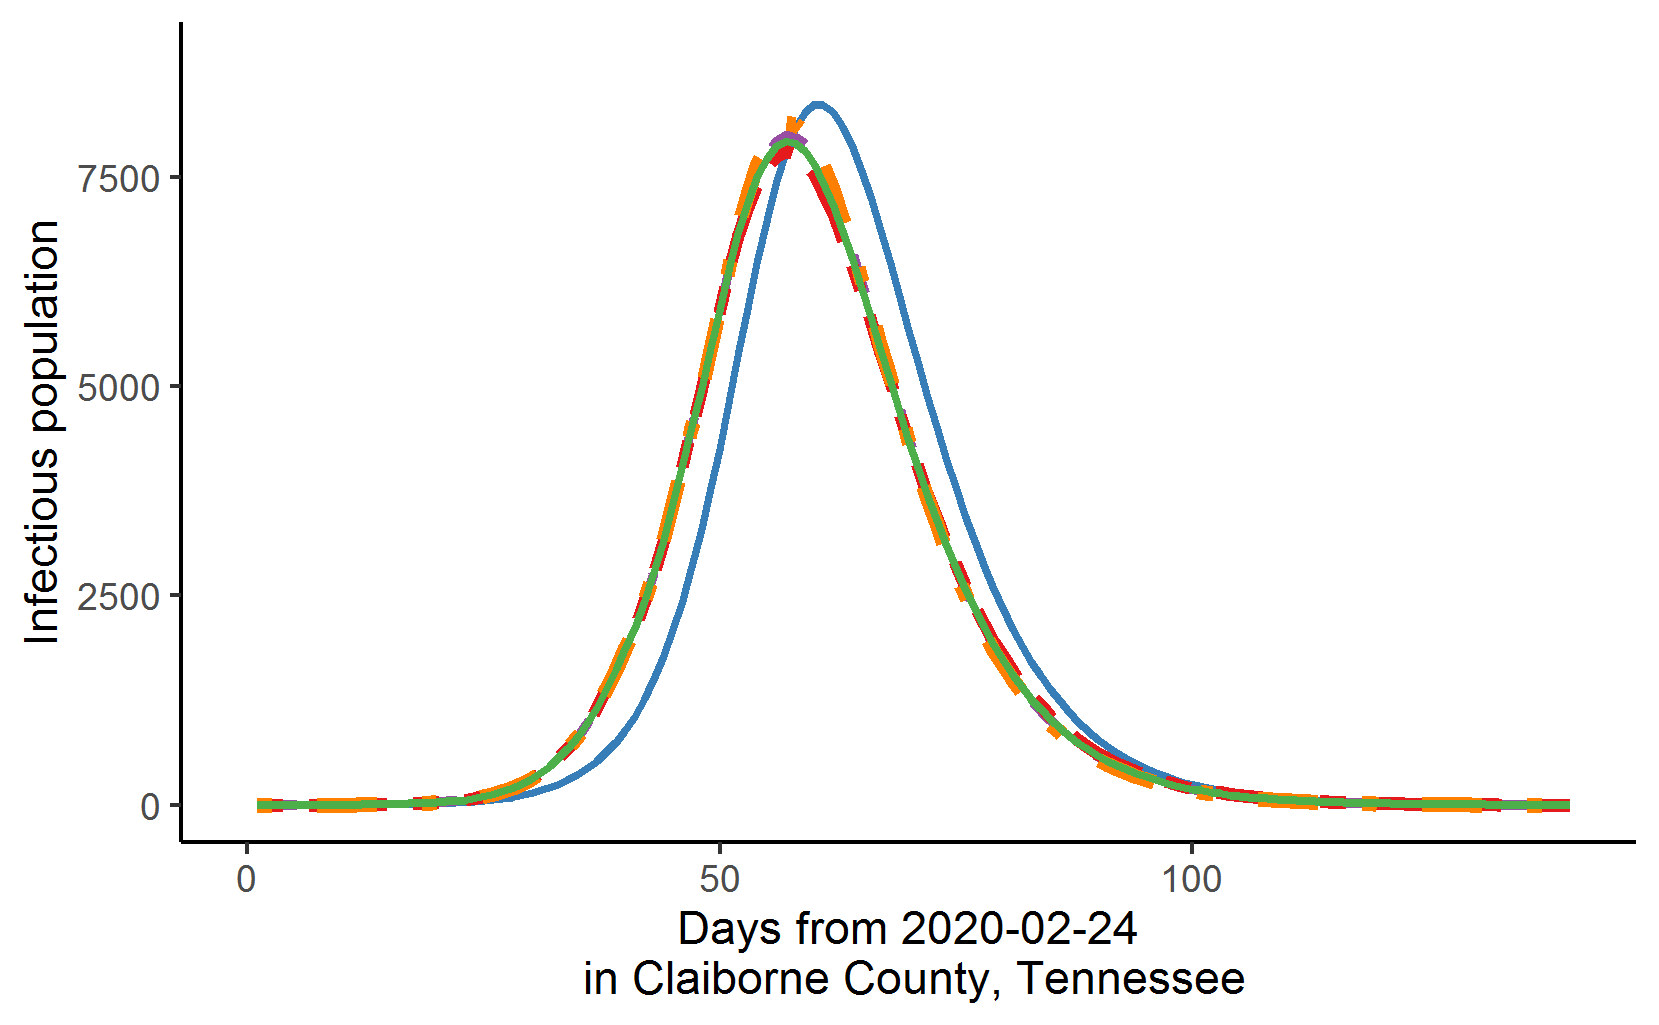 Infectious population
7500
5000
2500
0
0
50
100
Days from 2020-02-24
in Claiborne County, Tennessee